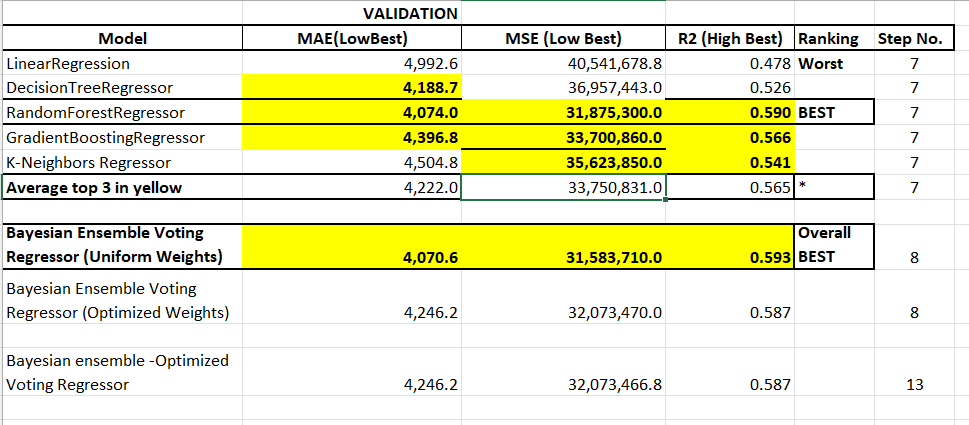 VALIDATION
Model MAE(LowBest) MSE (Low Best) R2 (High Best) Ranking Step No.
LinearRegression 4,992.6 40,541,678.8 0.478 Worst 7
DecisionTreeRegressor 4,188.7 36,957,443.0 0.526 7
RandomForestRegressor 4,074.0 31,875,300.0 0.590 BEST 7
GradientBoostingRegressor 4,396.8 33,700,860.0 0.566 7
K-Neighbors Regressor 4,504.8 35,623,850.0 0.541 7
Average top 3 in yellow 4,222.0 33,750,831.0 0.565 * 7
Bayesian Ensemble Voting Overall
Regressor (Uniform Weights) 4,070.6 31,583,710.0 0.593 BEST 8
Bayesian Ensemble Voting
Regressor (Optimized Weights) 4,246.2 32,073,470.0 0.587 8
Bayesian ensemble -Optimized
Voting Regressor 4,246.2 32,073,466.8 0.587 13